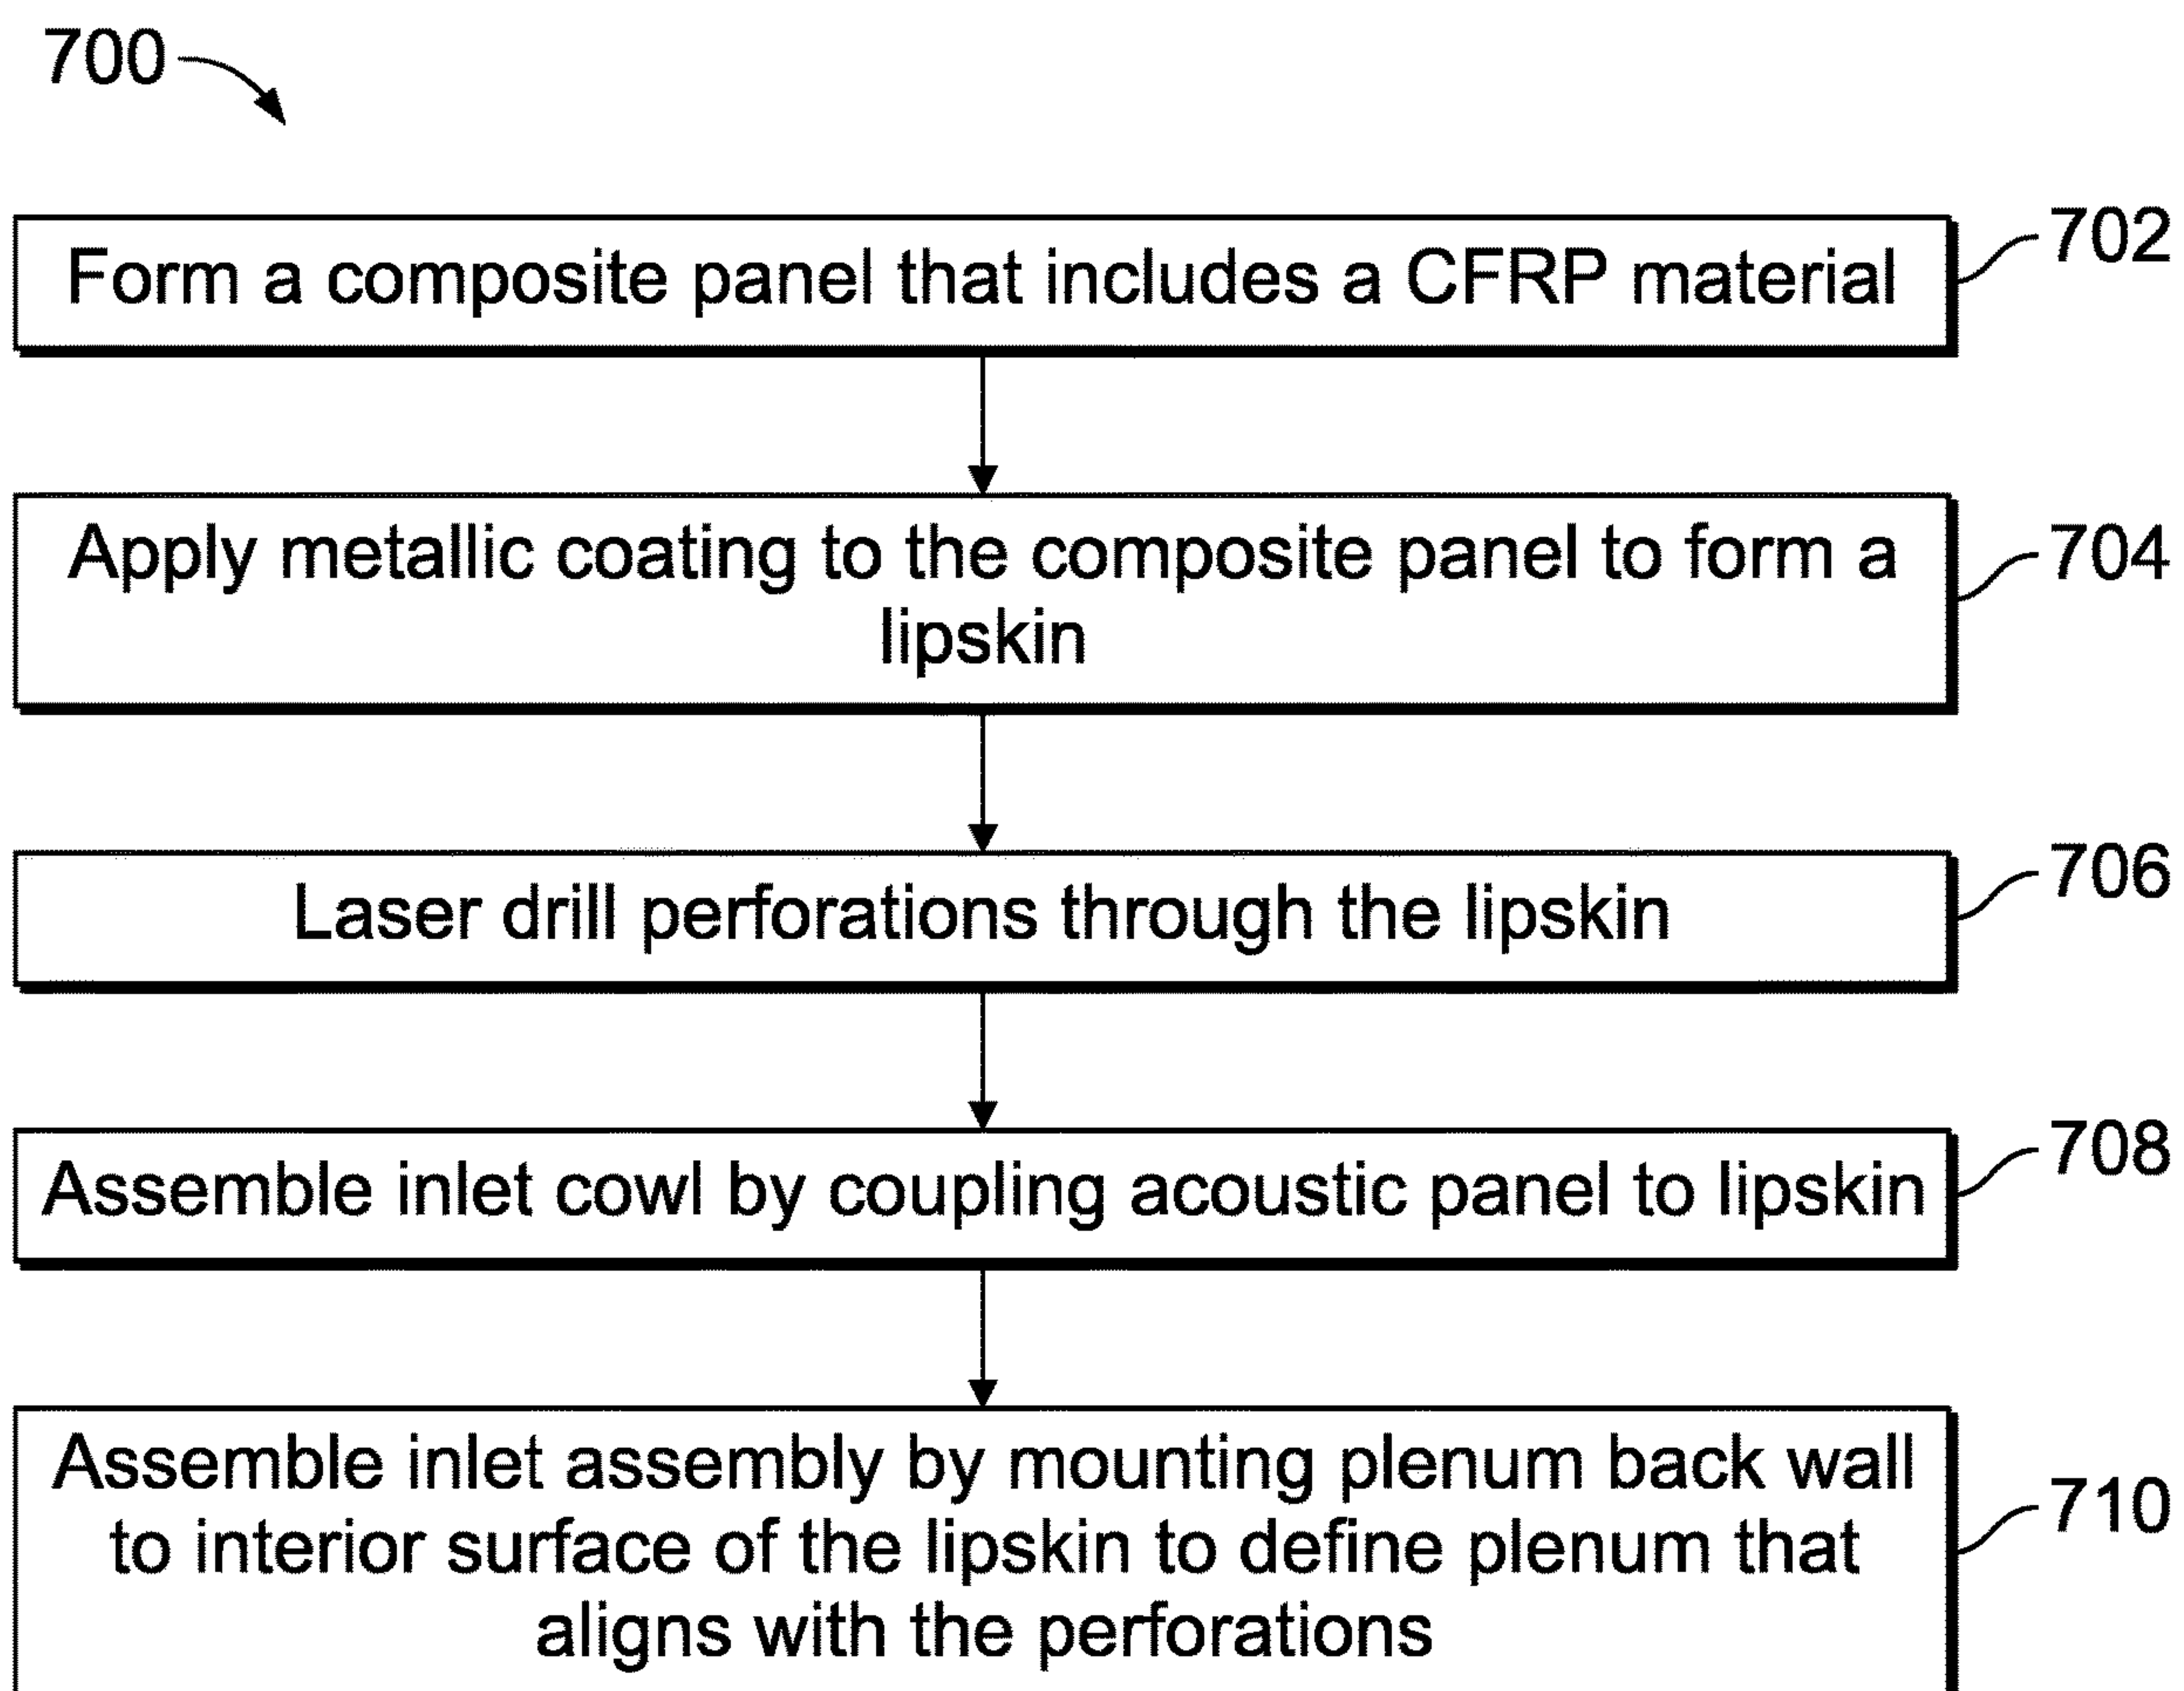 700
Form a composite panel that includes a CFRP material
702
Apply metallic coating to the composite panel to form a
lipskin
704
Laser drill perforations through the lipskin
706
Assemble inlet cowl by coupling acoustic panel to lipskin
708
Assemble inlet assembly by mounting plenum back wall
to interior surface of the lipskin to define plenum that
aligns with the perforations
710